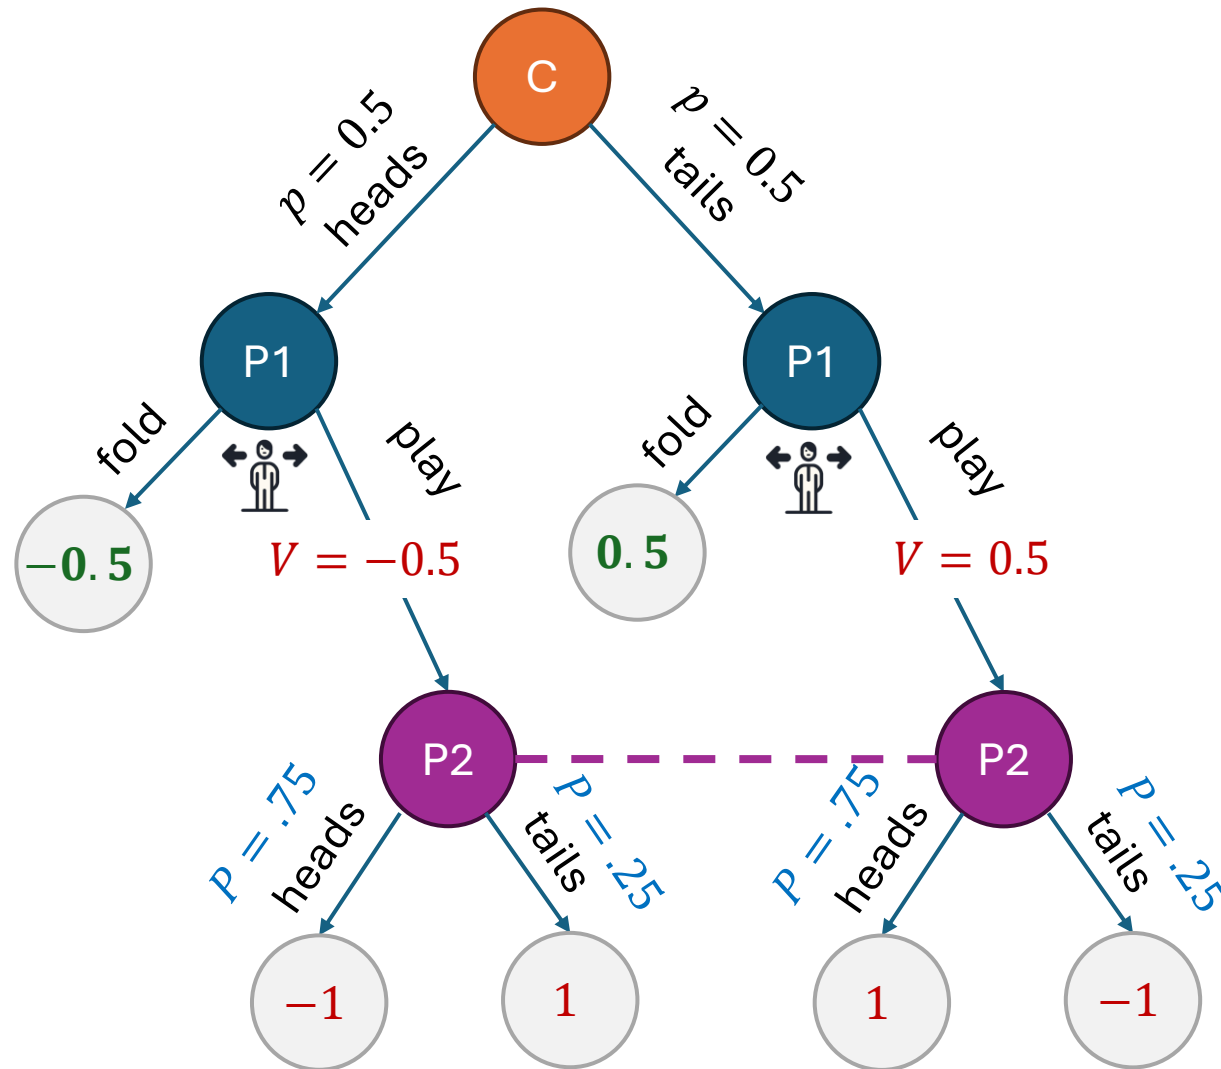 C
p = 0.5
heads
p = 0.5
tails
P1
P1
fold
play
fold
play
−0.5
V = −0.5
0.5
V = 0.5
P2
P2
P = .75
heads
P = .25
tails
P = .75
heads
P = .25
tails
−1
1
1
−1